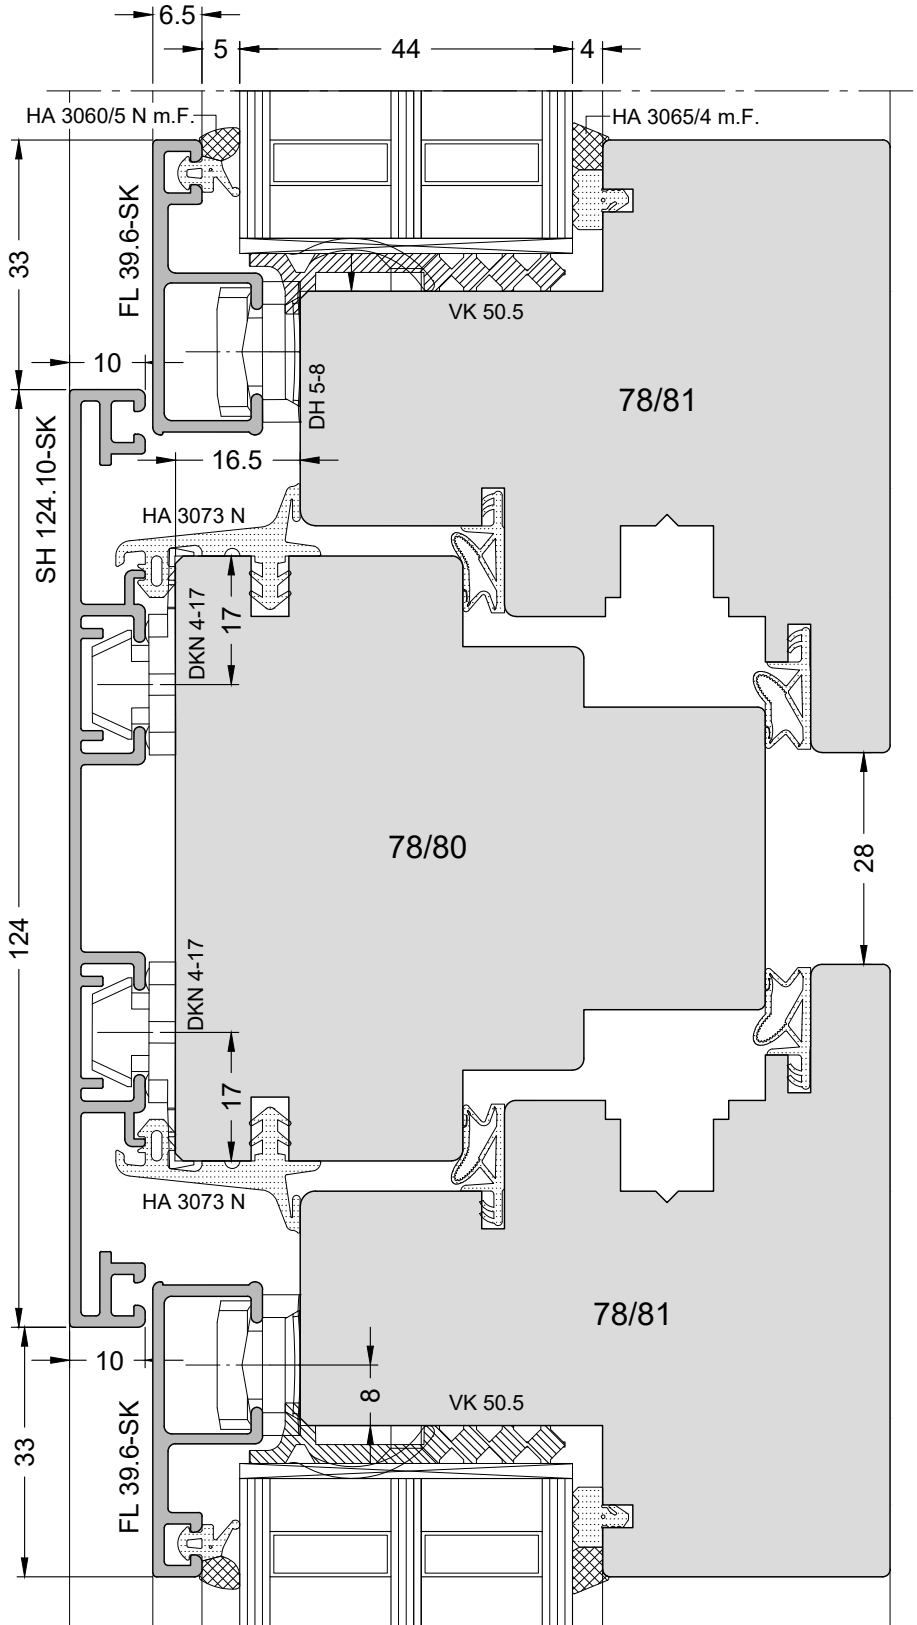 6.5
5
44
4
HA 3060/5 N m.F.
HA 3065/4 m.F.
33
FL 39.6-SK
VK 50.5
10
DH 5-8
78/81
SH 124.10-SK
16.5
HA 3073 N
DKN 4-17
17
78/80
28
124
DKN 4-17
17
HA 3073 N
78/81
10
8
VK 50.5
33
FL 39.6-SK